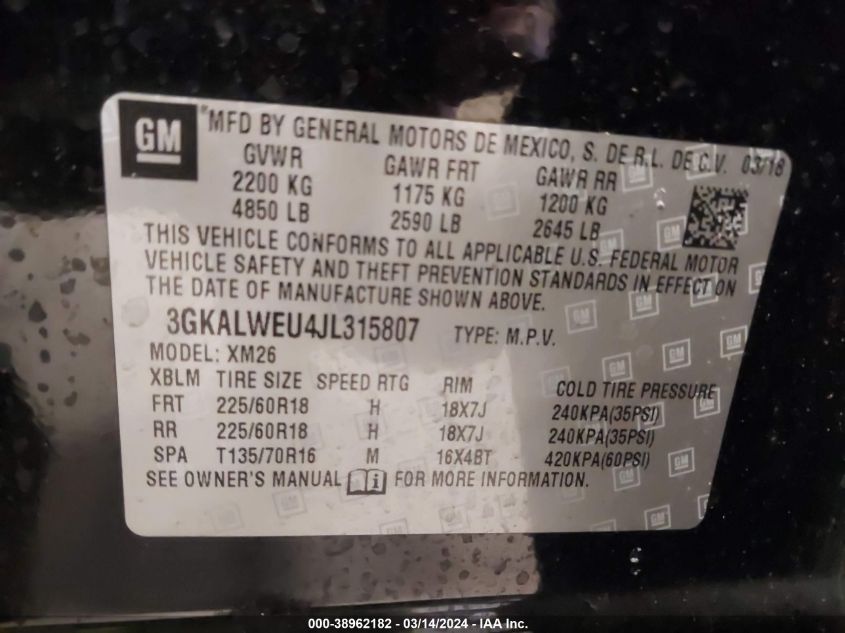 GM
*MFD BY GENERAL MOTORS DE MEXICO, S. DE R.L. DE C.V. 03/18
GVWR GAWR FRT GAWR RR
2200 KG 1175 KG 1200 KG
4850 LB 2590 LB 2645 LB
THIS VEHICLE CONFORMS TO ALL APPLICABLE U.S. FEDERAL MOTOR
VEHICLE SAFETY AND THEFT PREVENTION STANDARDS IN EFFECT ON
THE DATE OF MANUFACTURE SHOWN ABOVE.
3GKALWEU4JL315807 TYPE: M.P.V.
MODEL: XM26
XBLM TIRE SIZE SPEED RTG RIM COLD TIRE PRESSURE
FRT 225/60R18 H 18X7J 240KPA(35PSI)
RR 225/60R18 H 18X7J 240KPA(35PSI)
SPA T135/70R16 M 16X4BT 420KPA(60PSI)
SEE OWNER'S MANUAL i FOR MORE INFORMATION.
000-38962182 - 03/14/2024 - IAAI.COM